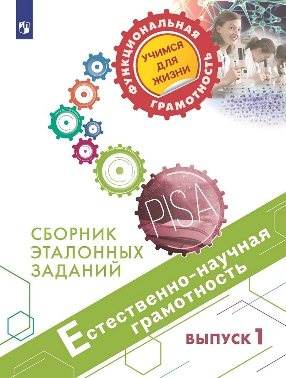 ФУНКЦИОНАЛЬНАЯ
УЧИМСЯ
ДЛЯ
ЖИЗНИ
ГРАМОТНОСТЬ
PISA
СБОРНИК
ЭТАЛОННЫХ
ЗАДАНИЙ
Естественно-научная
грамотность
ВЫПУСК 1